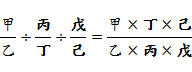 甲/乙 ÷ 丙/丁 ÷ 戊/己 = 甲×丁×己/乙×丙×戊